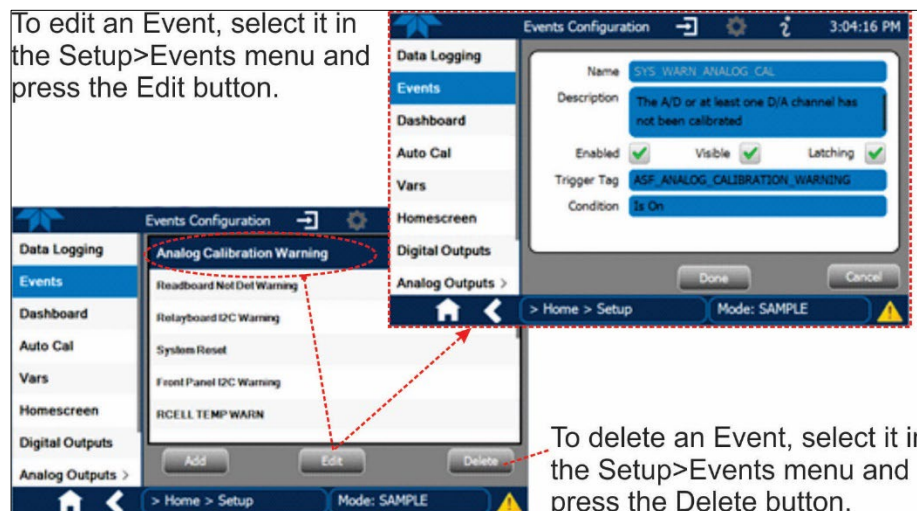 To edit an Event, select it in
the Setup>Events menu and
press the Edit button.
Events Configuration
3:04:16 PM
Data Logging
Events
Dashboard
Auto Cal
Vars
Homescreen
Digital Outputs
Analog Outputs >
Name SYS_WARN_ANALOG_CAL
Description The A/D or at least one D/A channel has
not been calibrated
Enabled Visible Latching
Trigger Tag ASF_ANALOG_CALIBRATION_WARNING
Condition Is On
Done Cancel
> Home > Setup Mode: SAMPLE
Events Configuration
Data Logging
Events
Dashboard
Auto Cal
Vars
Homescreen
Digital Outputs
Analog Outputs >
Analog Calibration Warning
Readboard Not Det Warning
Relayboard I2C Warning
System Reset
Front Panel I2C Warning
RCELL TEMP WARN
Add Edit Delete
> Home > Setup Mode: SAMPLE
To delete an Event, select it in
the Setup>Events menu and
press the Delete button.